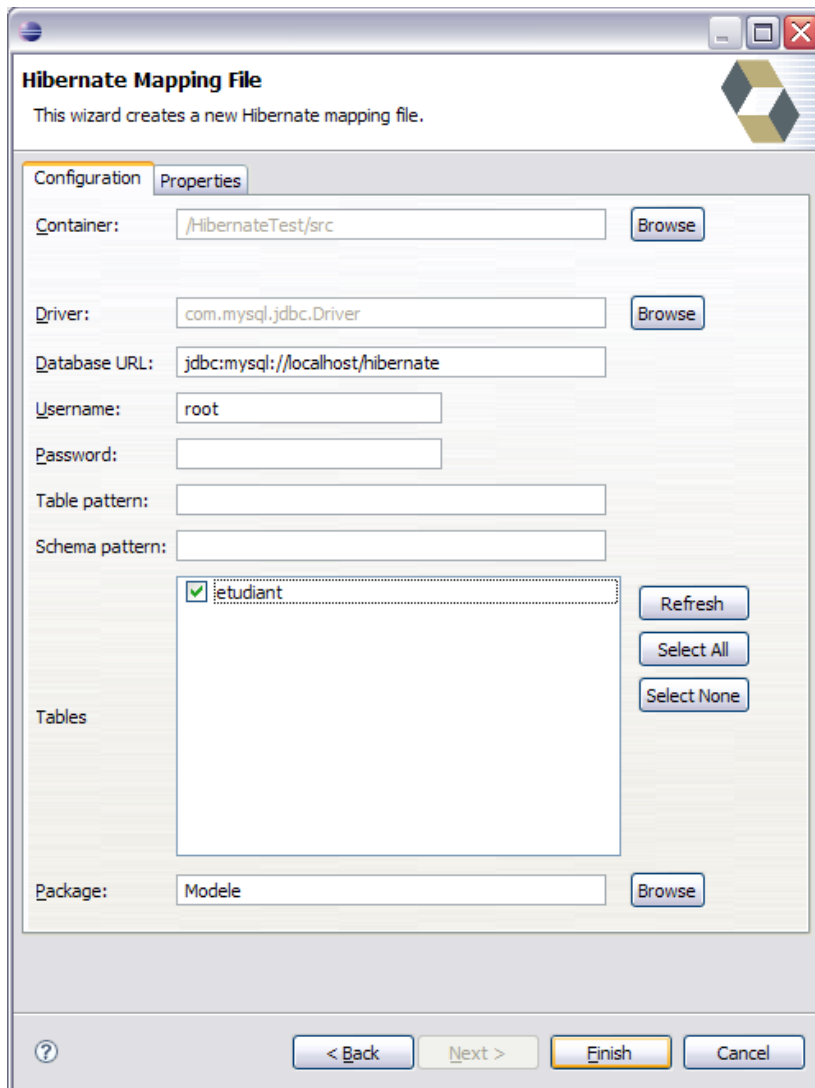 Hibernate Mapping File
This wizard creates a new Hibernate mapping file.
Configuration Properties
Container: /HibernateTest/src Browse
Driver: com.mysql.jdbc.Driver Browse
Database URL: jdbc:mysql://localhost/hibernate
Username: root
Password:
Table pattern:
Schema pattern:
etudiant
Refresh
Select All
Select None
Tables
Package: Modele Browse
? < Back Next > Finish Cancel